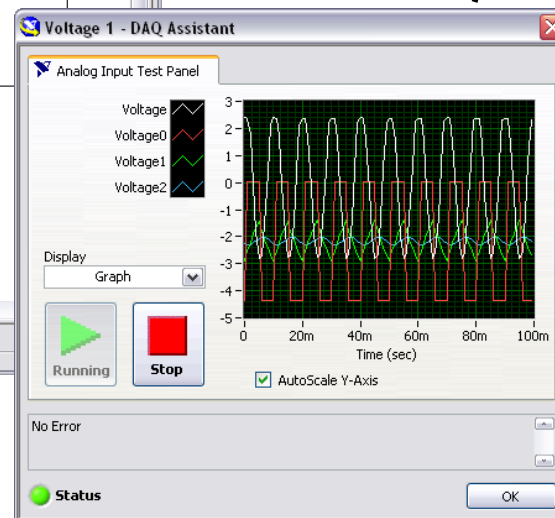 Voltage 1 - DAQ Assistant
Analog Input Test Panel
Voltage
Voltage0
Voltage1
Voltage2
3
2
1
0
-1
-2
-3
-4
-5
0 20m 40m 60m 80m 100m
Time (sec)
Display
Graph
Running
Stop
AutoScale Y-Axis
No Error
Status
OK